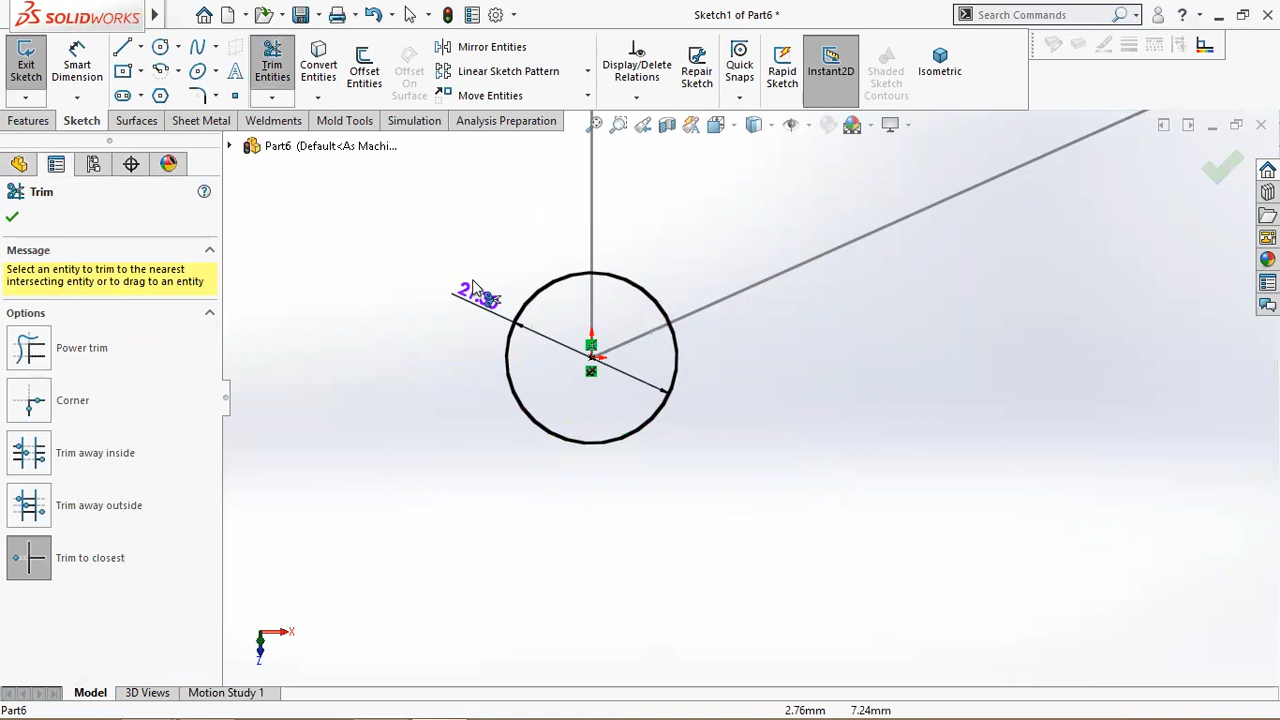 SOLIDWORKS
Sketch1 of Part6 *
Search Commands
Exit Sketch
Smart Dimension
Trim Entities
Convert Entities
Offset Entities
Offset On Surface
Mirror Entities
Linear Sketch Pattern
Move Entities
Display/Delete Relations
Repair Sketch
Quick Snaps
Rapid Sketch
Instant2D
Shaded Sketch Contours
Isometric
Features
Sketch
Surfaces
Sheet Metal
Weldments
Mold Tools
Simulation
Analysis Preparation
Part6 (Default<As Machi...
Trim
Message
Select an entity to trim to the nearest
intersecting entity or to drag to an entity
Options
Power trim
Corner
Trim away inside
Trim away outside
Trim to closest
X
Z
Model
3D Views
Motion Study 1
Part6
2.76mm
7.24mm